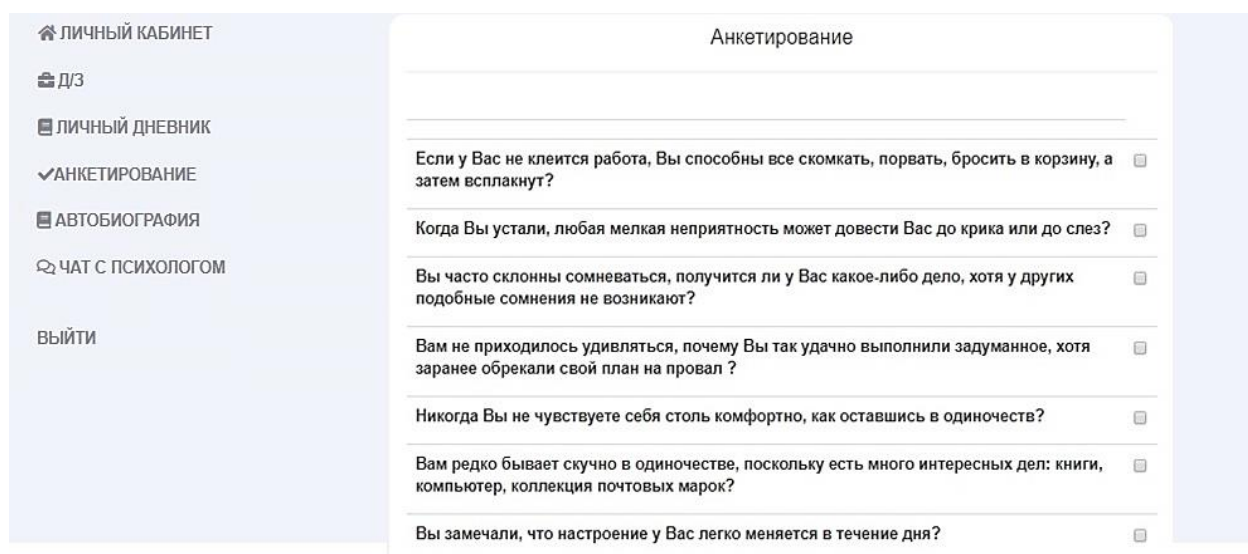 ЛИЧНЫЙ КАБИНЕТ
Д/З
ЛИЧНЫЙ ДНЕВНИК
АНКЕТИРОВАНИЕ
АВТОБИОГРАФИЯ
ЧАТ С ПСИХОЛОГОМ
ВЫЙТИ
Анкетирование
Если у Вас не клеится работа, Вы способны все скомкать, порвать, бросить в корзину, а
затем всплакнут?
Когда Вы устали, любая мелкая неприятность может довести Вас до крика или до слез?
Вы часто склонны сомневаться, получится ли у Вас какое-либо дело, хотя у других
подобные сомнения не возникают?
Вам не приходилось удивляться, почему Вы так удачно выполнили задуманное, хотя
заранее обрекали свой план на провал ?
Никогда Вы не чувствуете себя столь комфортно, как оставшись в одиночеств?
Вам редко бывает скучно в одиночестве, поскольку есть много интересных дел: книги,
компьютер, коллекция почтовых марок?
Вы замечали, что настроение у Вас легко меняется в течение дня?